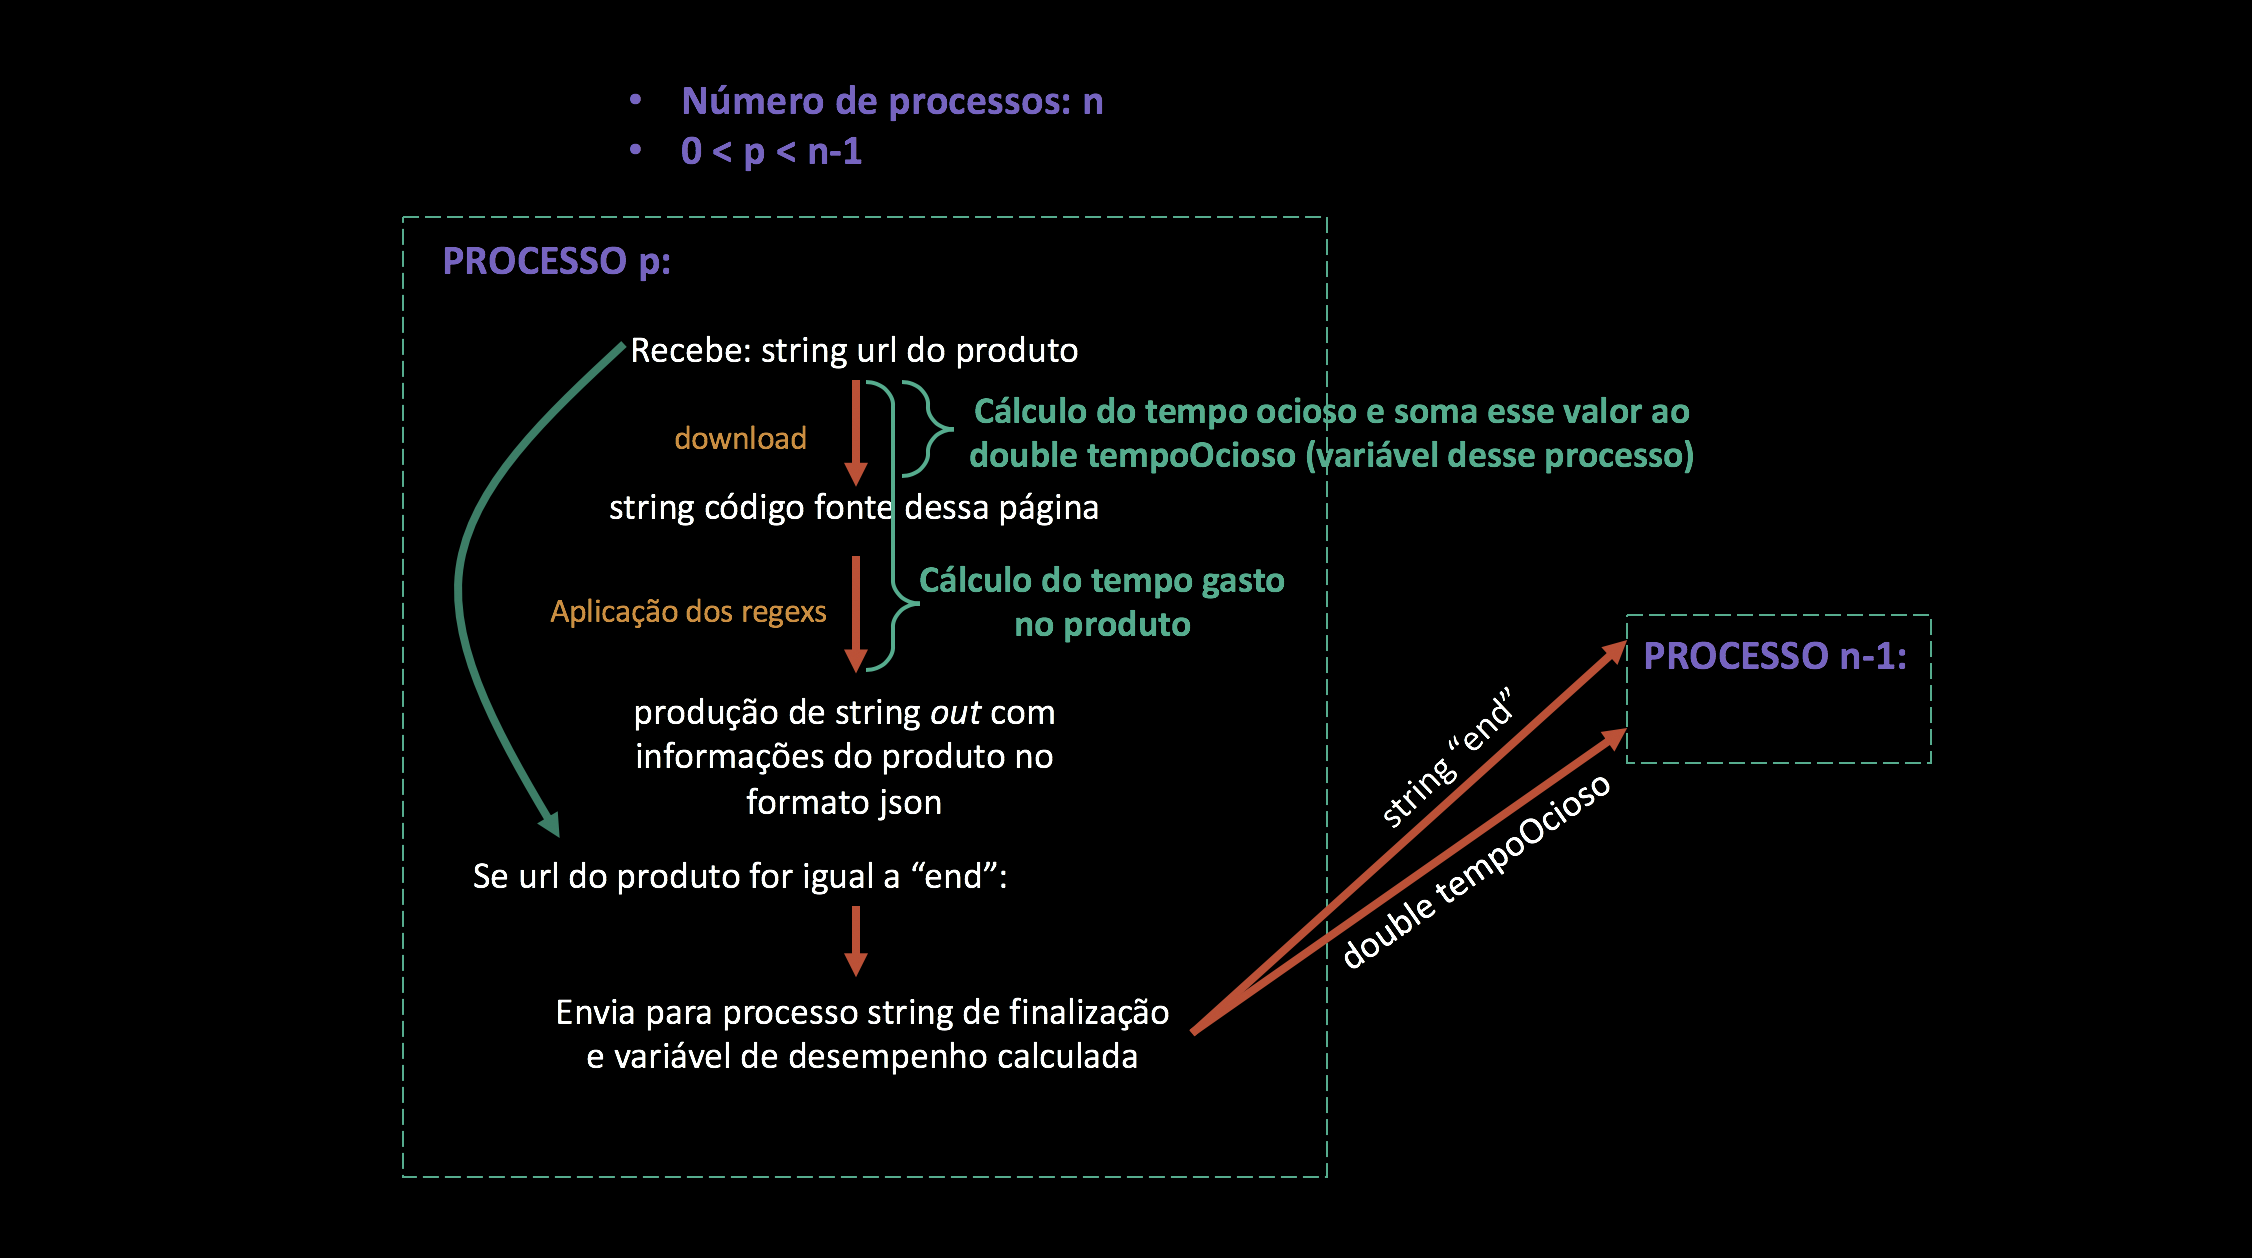 • Número de processos: n
• 0 < p < n-1
PROCESSO p:
Recebe: string url do produto
download
Cálculo do tempo ocioso e soma esse valor ao
double tempoOcioso (variável desse processo)
string código fonte dessa página
Aplicação dos regexs
Cálculo do tempo gasto
no produto
produção de string out com
informações do produto no
formato json
Se url do produto for igual a “end”:
Envia para processo string de finalização
e variável de desempenho calculada
string “end”
double tempoOcioso
PROCESSO n-1: